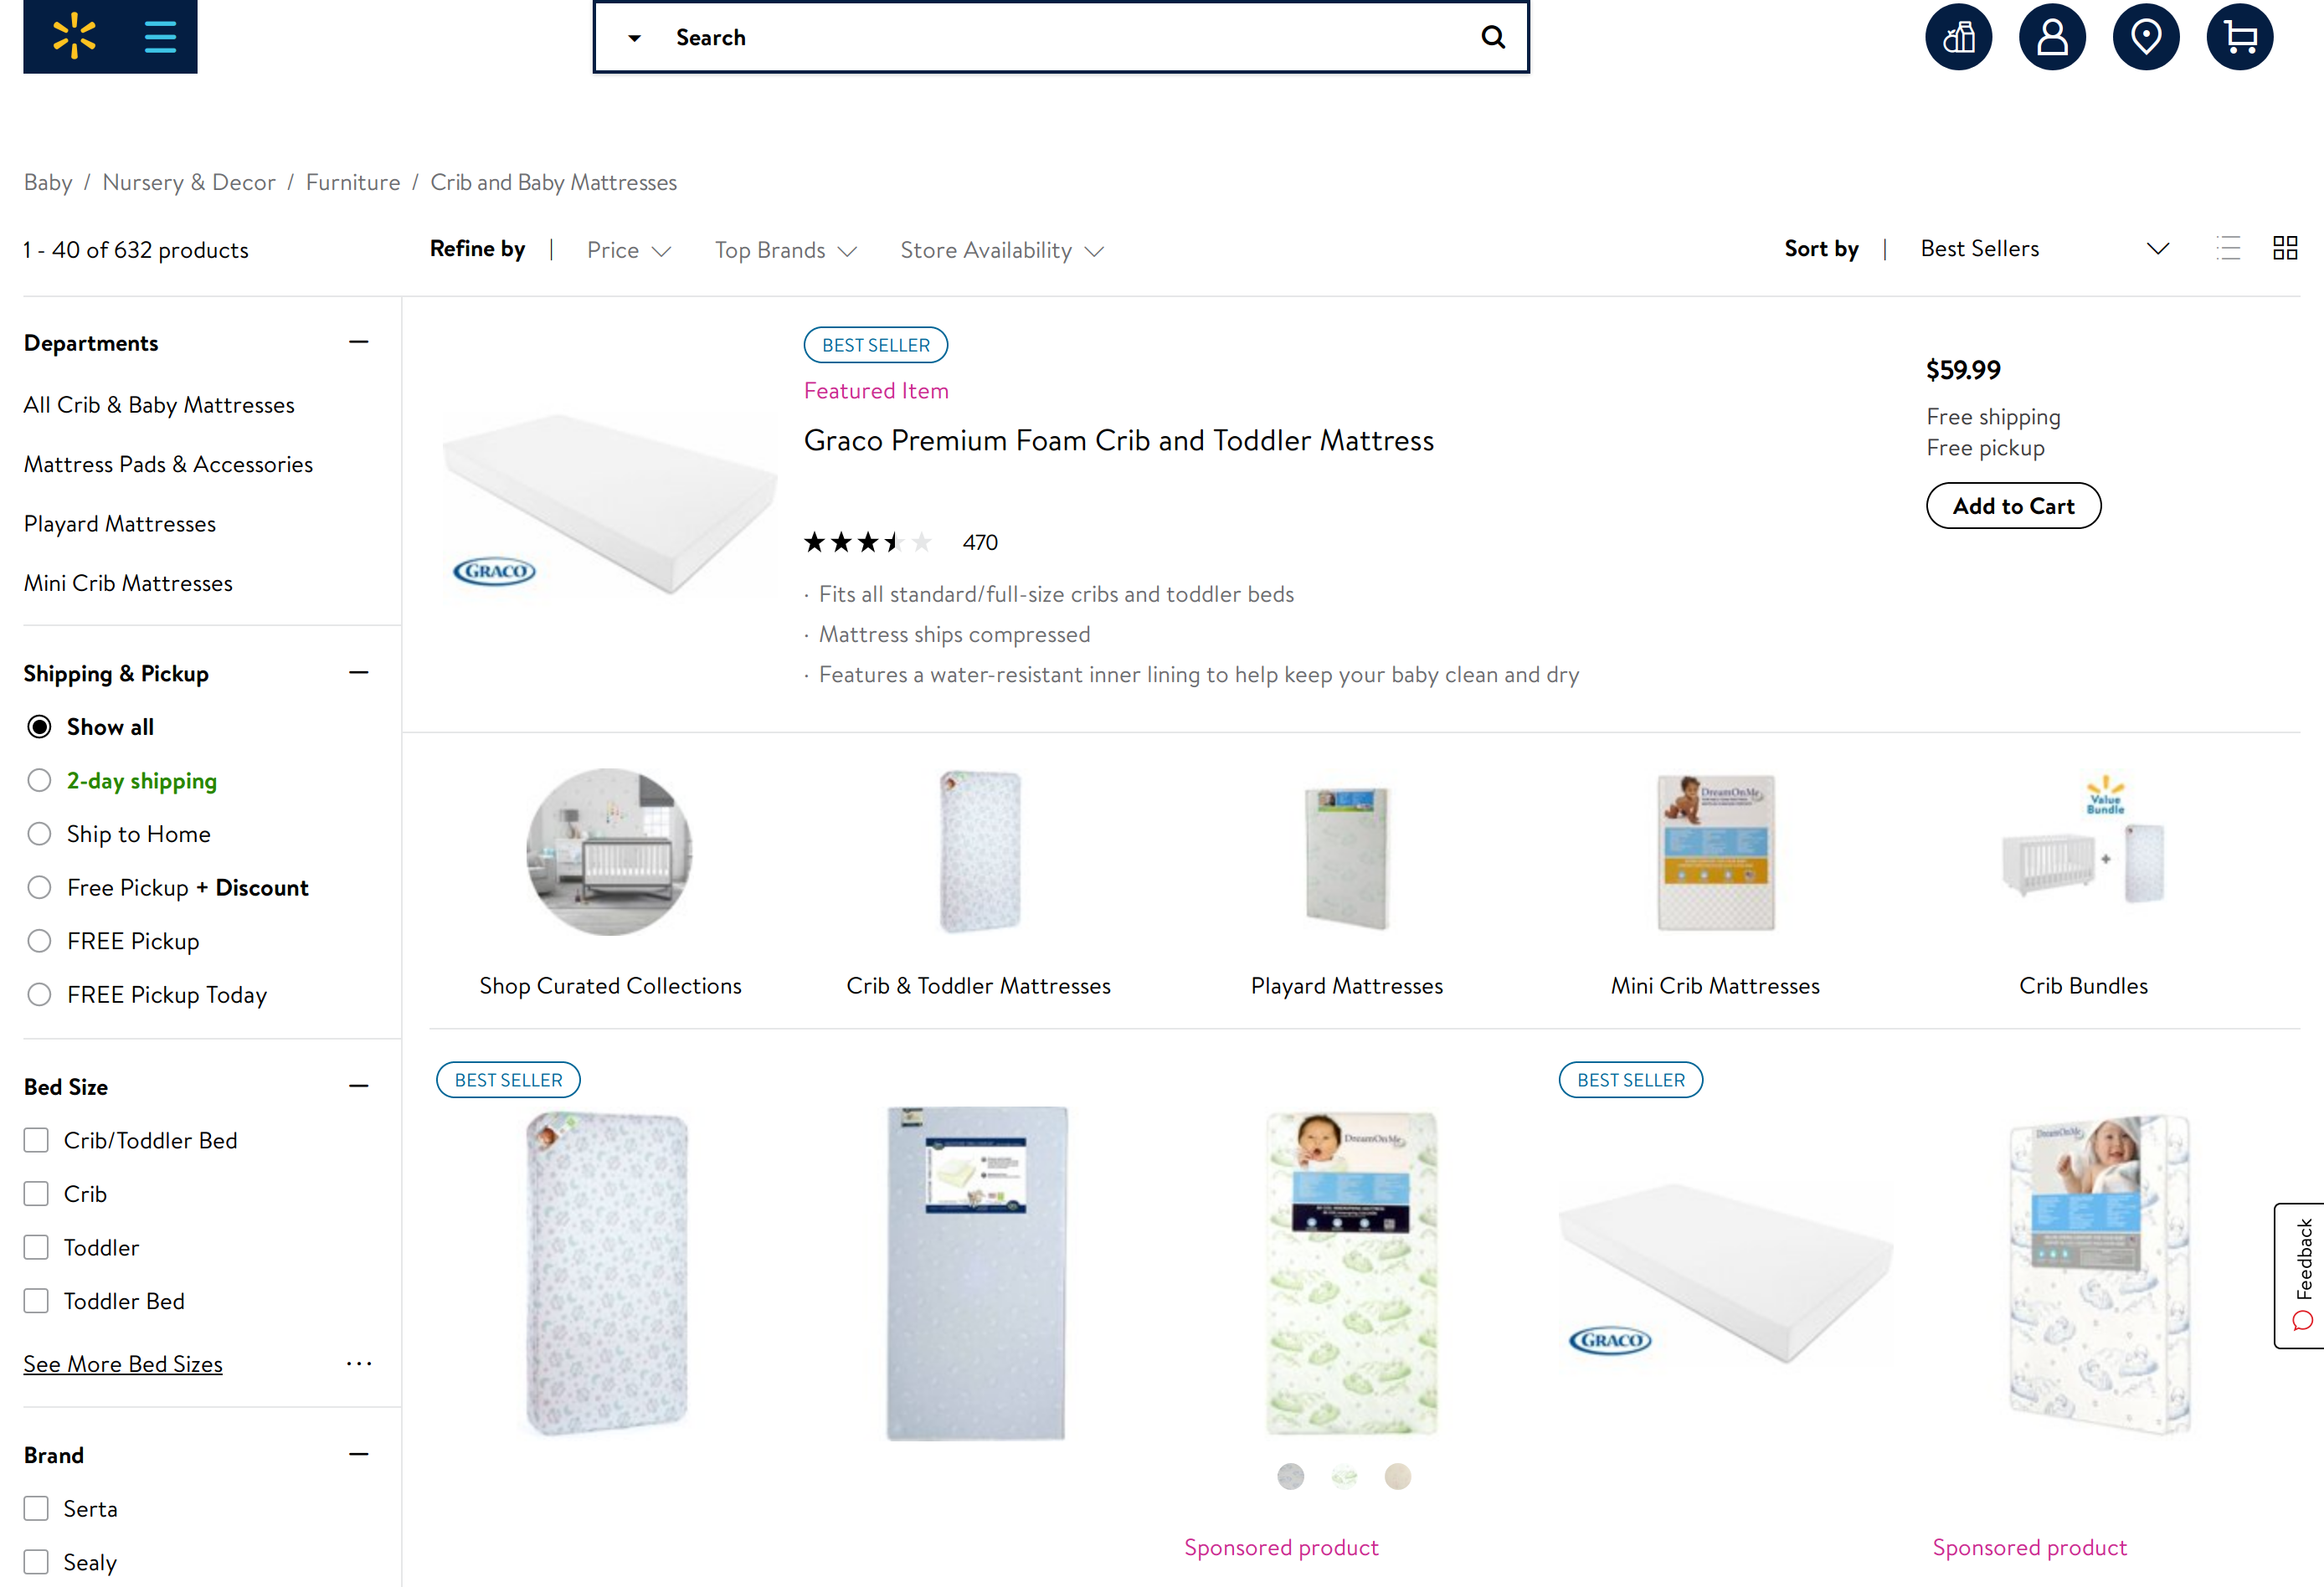 Search
Baby / Nursery & Decor / Furniture / Crib and Baby Mattresses
1 - 40 of 632 products
Refine by | Price Top Brands Store Availability
Sort by | Best Sellers
Departments
All Crib & Baby Mattresses
Mattress Pads & Accessories
Playard Mattresses
Mini Crib Mattresses
Shipping & Pickup
Show all
2-day shipping
Ship to Home
Free Pickup + Discount
FREE Pickup
FREE Pickup Today
Bed Size
Crib/Toddler Bed
Crib
Toddler
Toddler Bed
See More Bed Sizes ...
Brand
Serta
Sealy
BEST SELLER
Featured Item
Graco Premium Foam Crib and Toddler Mattress
470
· Fits all standard/full-size cribs and toddler beds
· Mattress ships compressed
· Features a water-resistant inner lining to help keep your baby clean and dry
GRACO
$59.99
Free shipping
Free pickup
Add to Cart
DreamOnMe
Value
Bundle
+
Shop Curated Collections
Crib & Toddler Mattresses
Playard Mattresses
Mini Crib Mattresses
Crib Bundles
BEST SELLER
BEST SELLER
DreamOnMe
GRACO
DreamOnMe
Sponsored product
Sponsored product
Feedback